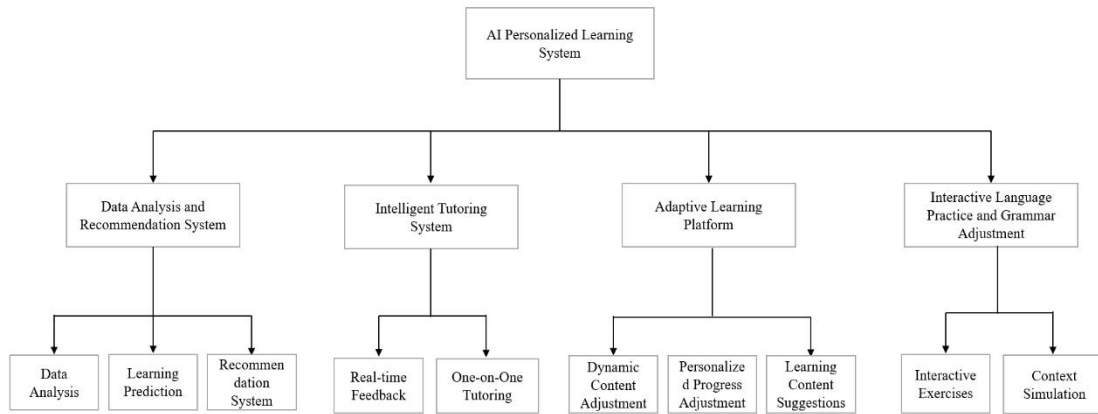 AI Personalized Learning
System
Data Analysis and
Recommendation System
Intelligent Tutoring
System
Adaptive Learning
Platform
Interactive Language
Practice and Grammar
Adjustment
Data
Analysis
Learning
Prediction
Recommen
dation
System
Real-time
Feedback
One-on-One
Tutoring
Dynamic
Content
Adjustment
Personalize
d Progress
Adjustment
Learning
Content
Suggestions
Interactive
Exercises
Context
Simulation